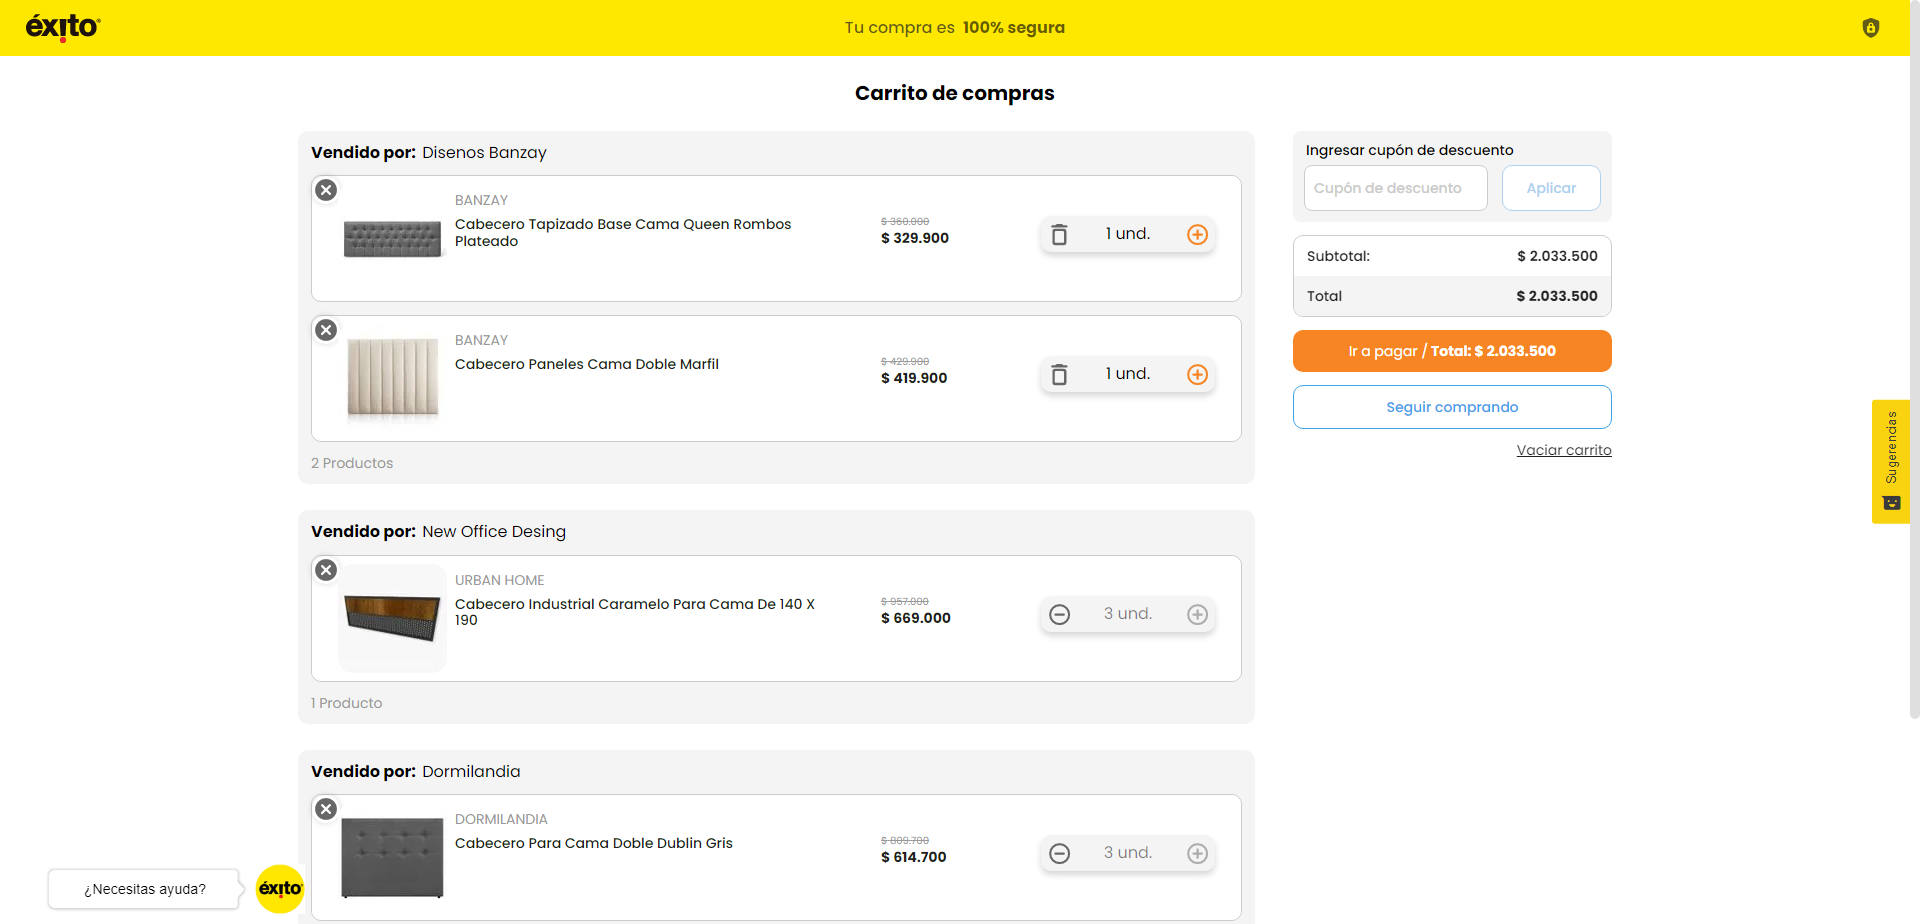 éxito
Tu compra es 100% segura
Carrito de compras
Vendido por: Disenos Banzay
BANZAY
Cabecero Tapizado Base Cama Queen Rombos
Plateado
$ 360.000
$ 329.900
1 und.
BANZAY
Cabecero Paneles Cama Doble Marfil
$ 429.900
$ 419.900
1 und.
2 Productos
Vendido por: New Office Desing
URBAN HOME
Cabecero Industrial Caramelo Para Cama De 140 X
190
$ 957.000
$ 669.000
3 und.
1 Producto
Vendido por: Dormilandia
DORMILANDIA
Cabecero Para Cama Doble Dublin Gris
$ 809.700
$ 614.700
3 und.
Ingresar cupón de descuento
Cupón de descuento
Aplicar
Subtotal: $ 2.033.500
Total $ 2.033.500
Ir a pagar / Total: $ 2.033.500
Seguir comprando
Vaciar carrito
Sugerencias
¿Necesitas ayuda?
éxito